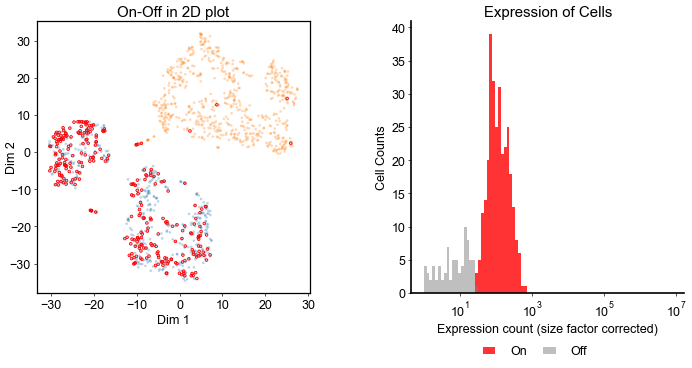 On-Off in 2D plot
30
20
10
0
−10
−20
−30
Dim 2
−30 −20 −10 0 10 20 30
Dim 1
Expression of Cells
40
35
30
25
20
15
10
5
0
Cell Counts
10^1 10^3 10^5 10^7
Expression count (size factor corrected)
On Off